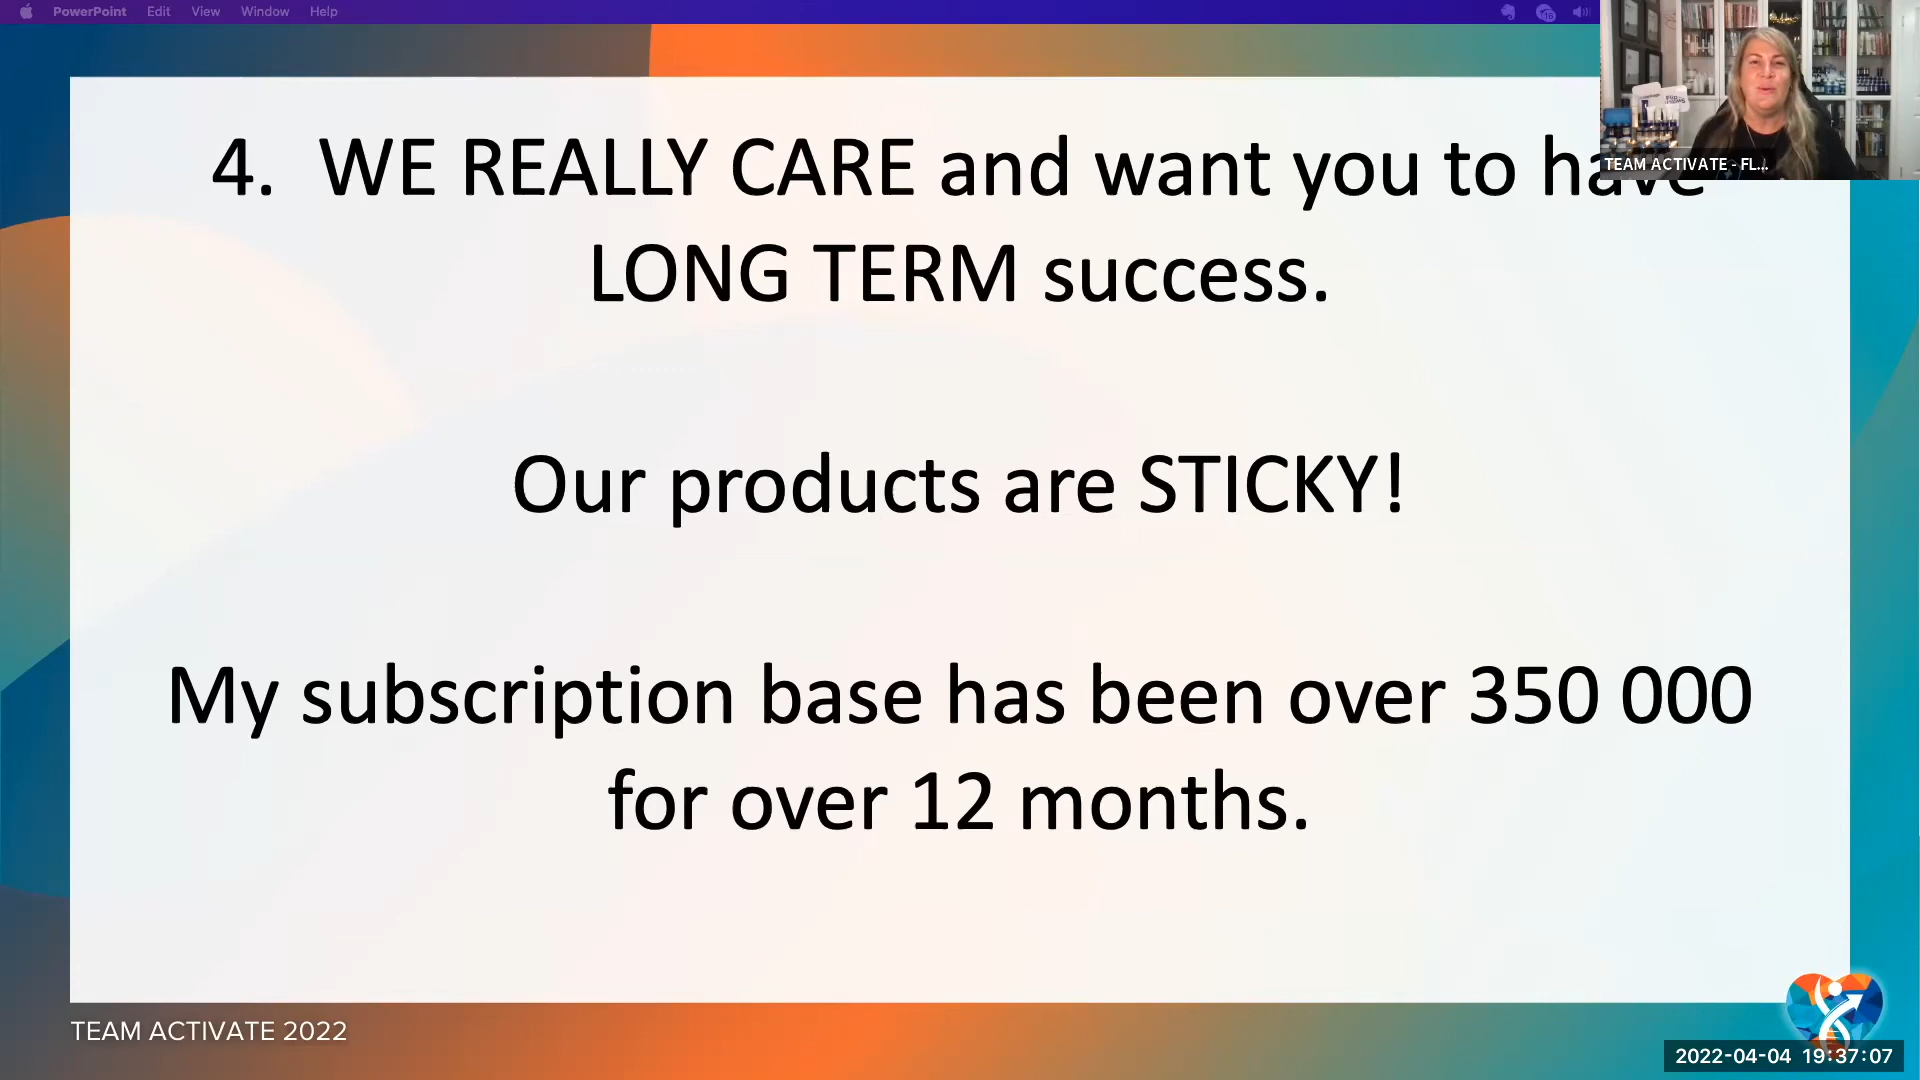 PowerPoint Edit View Window Help
4. WE REALLY CARE and want you to have
TEAM ACTIVATE - FL...
LONG TERM success.
Our products are STICKY!
My subscription base has been over 350 000
for over 12 months.
TEAM ACTIVATE 2022
2022-04-04 19:37:07